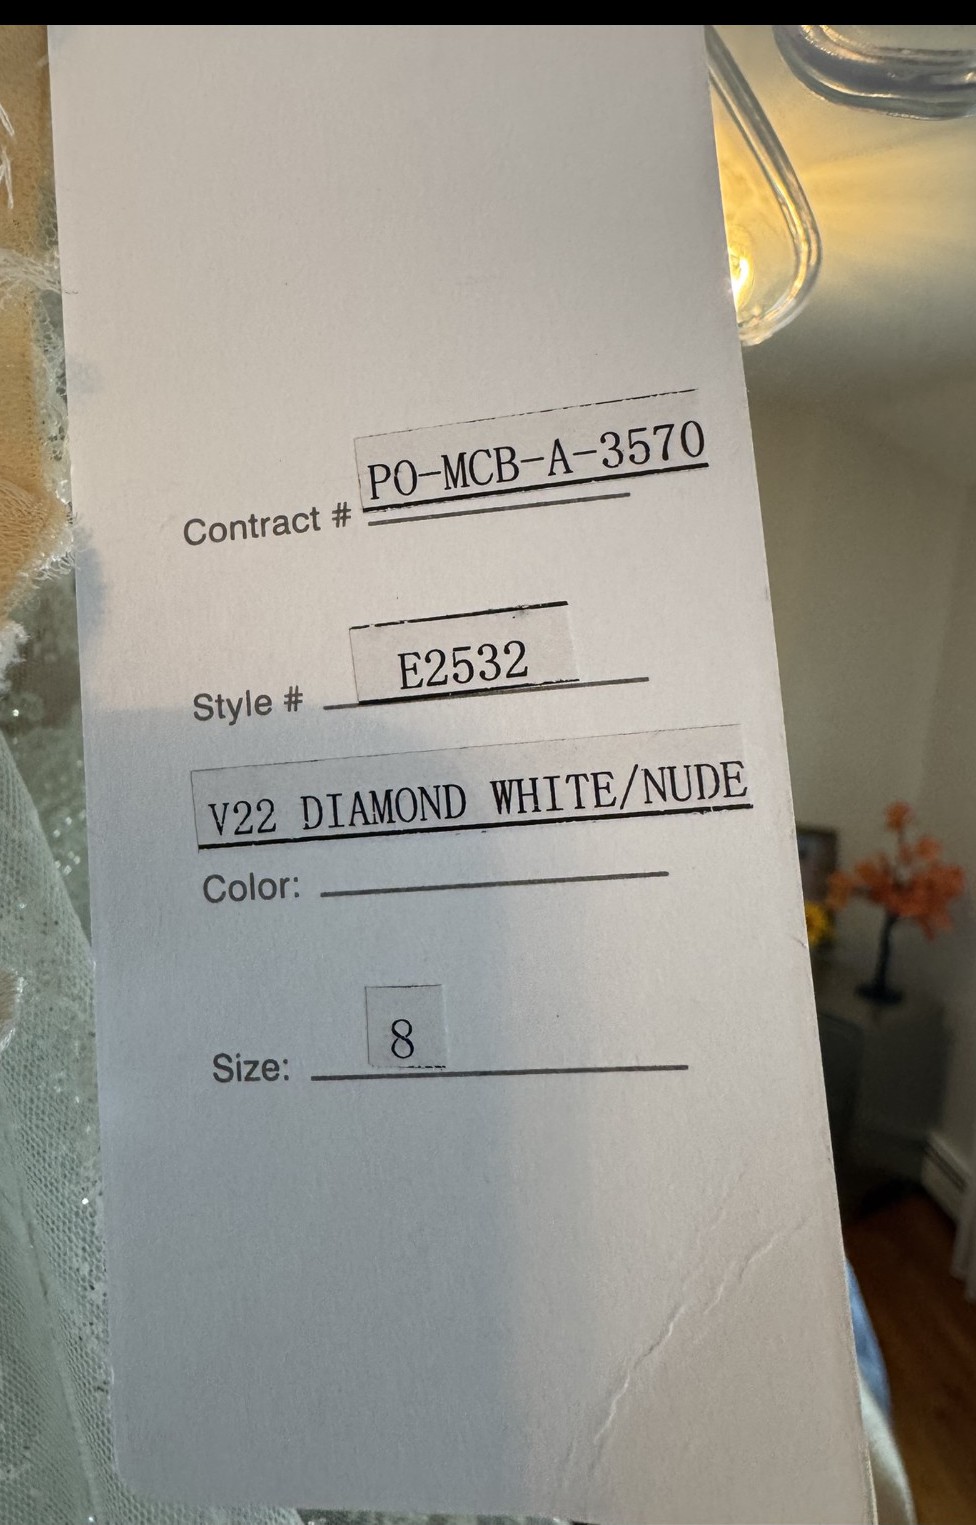 Contract # PO-MCB-A-3570
Style # E2532
V22 DIAMOND WHITE/NUDE
Color:
Size: 8